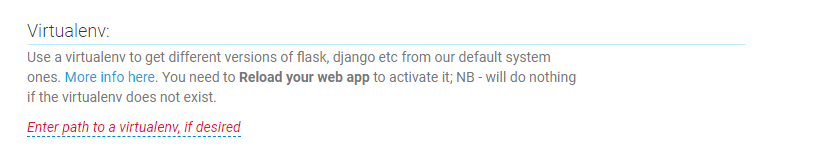 Virtualenv:
Use a virtualenv to get different versions of flask, django etc from our default system
ones. More info here. You need to Reload your web app to activate it; NB - will do nothing
if the virtualenv does not exist.
Enter path to a virtualenv, if desired